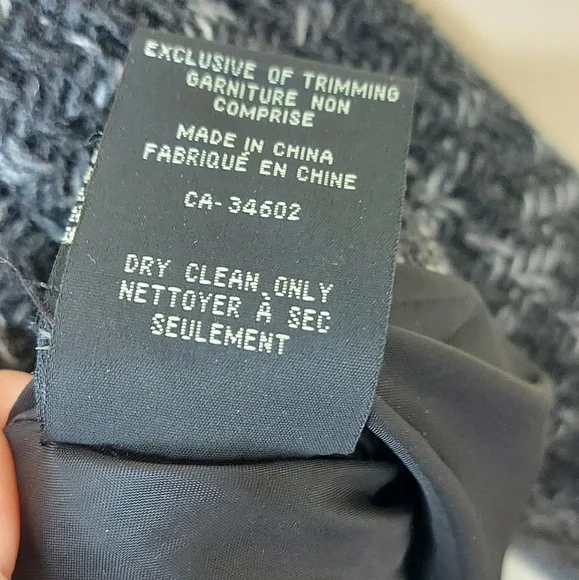 EXCLUSIVE OF TRIMMING
GARNITURE NON
COMPRISE
MADE IN CHINA
FABRIQUÉ EN CHINE
CA-34602
DRY CLEAN ONLY
NETTOYER À SEC
SEULEMENT